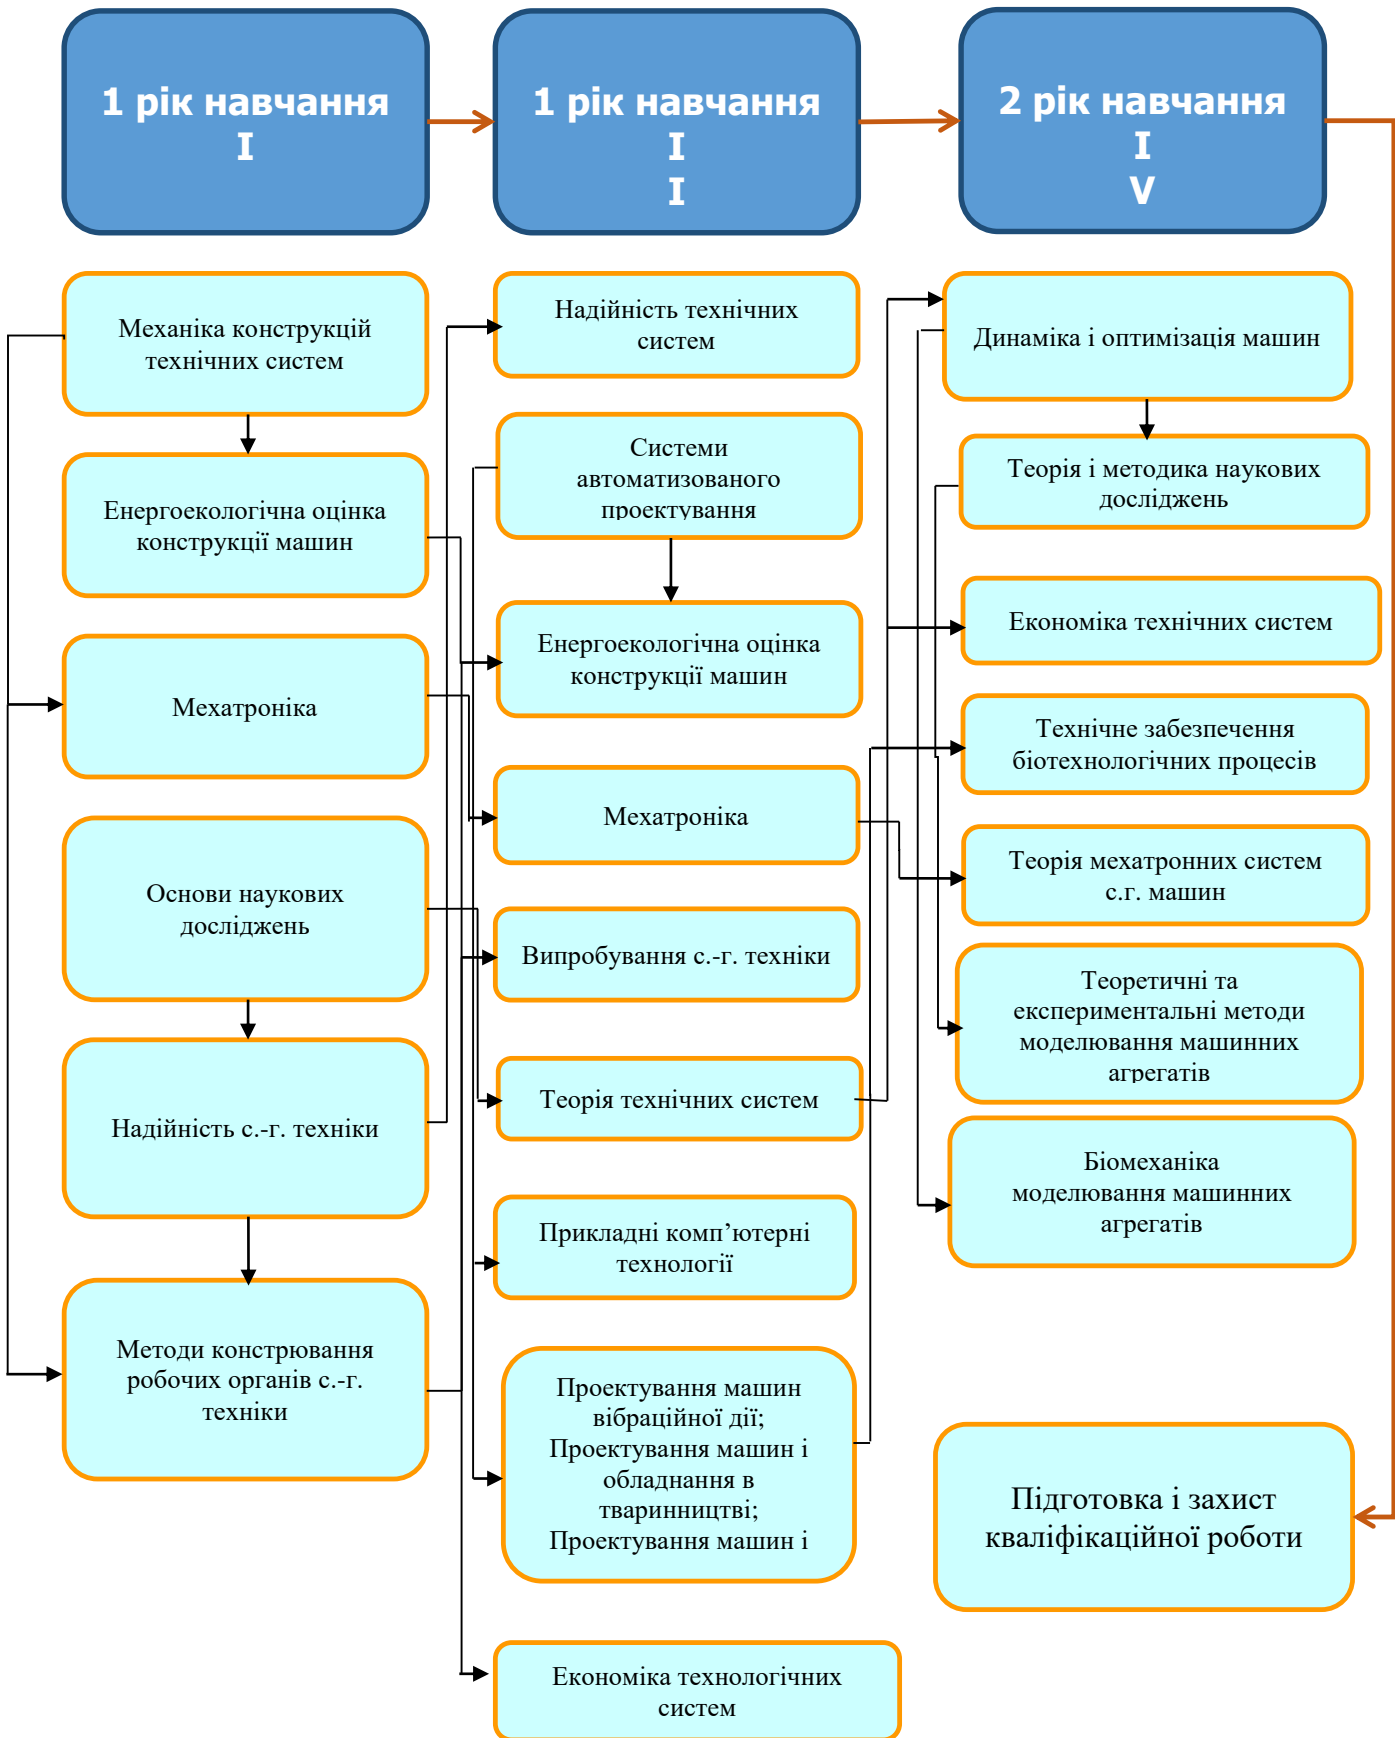 1 рік навчання
I
1 рік навчання
I
I
2 рік навчання
I
V
Механіка конструкцій
технічних систем
Енергоекологічна оцінка
конструкції машин
Мехатроніка
Основи наукових
досліджень
Надійність с.-г. техніки
Методи констрювання
робочих органів с.-г.
техніки
Надійність технічних
систем
Системи
автоматизованого
проектування
Енергоекологічна оцінка
конструкції машин
Мехатроніка
Випробування с.-г. техніки
Теорія технічних систем
Прикладні комп’ютерні
технології
Проектування машин
вібраційної дії;
Проектування машин і
обладнання в
тваринництві;
Проектування машин і
Економіка технологічних
систем
Динаміка і оптимізація машин
Теорія і методика наукових
досліджень
Економіка технічних систем
Технічне забезпечення
біотехнологічних процесів
Теорія мехатронних систем
с.г. машин
Теоретичні та
експериментальні методи
моделювання машинних
агрегатів
Біомеханіка
моделювання машинних
агрегатів
Підготовка і захист
кваліфікаційної роботи